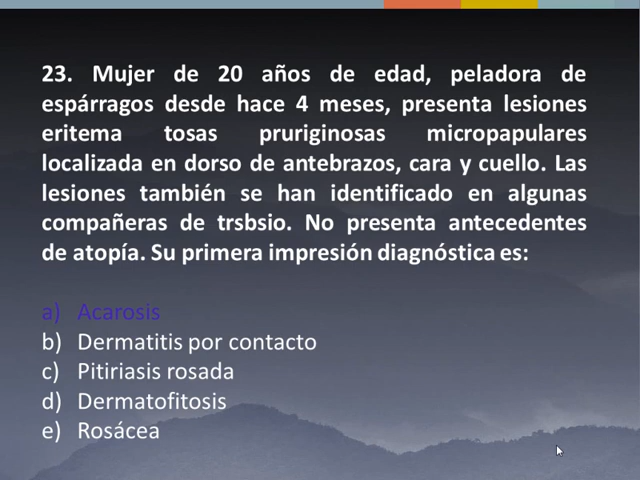 23. Mujer de 20 años de edad, peladora de
espárragos desde hace 4 meses, presenta lesiones
eritema tosas pruriginosas micropapulares
localizada en dorso de antebrazos, cara y cuello. Las
lesiones también se han identificado en algunas
compañeras de trsbsio. No presenta antecedentes
de atopía. Su primera impresión diagnóstica es:
a) Acarosis
b) Dermatitis por contacto
c) Pitiriasis rosada
d) Dermatofitosis
e) Rosácea